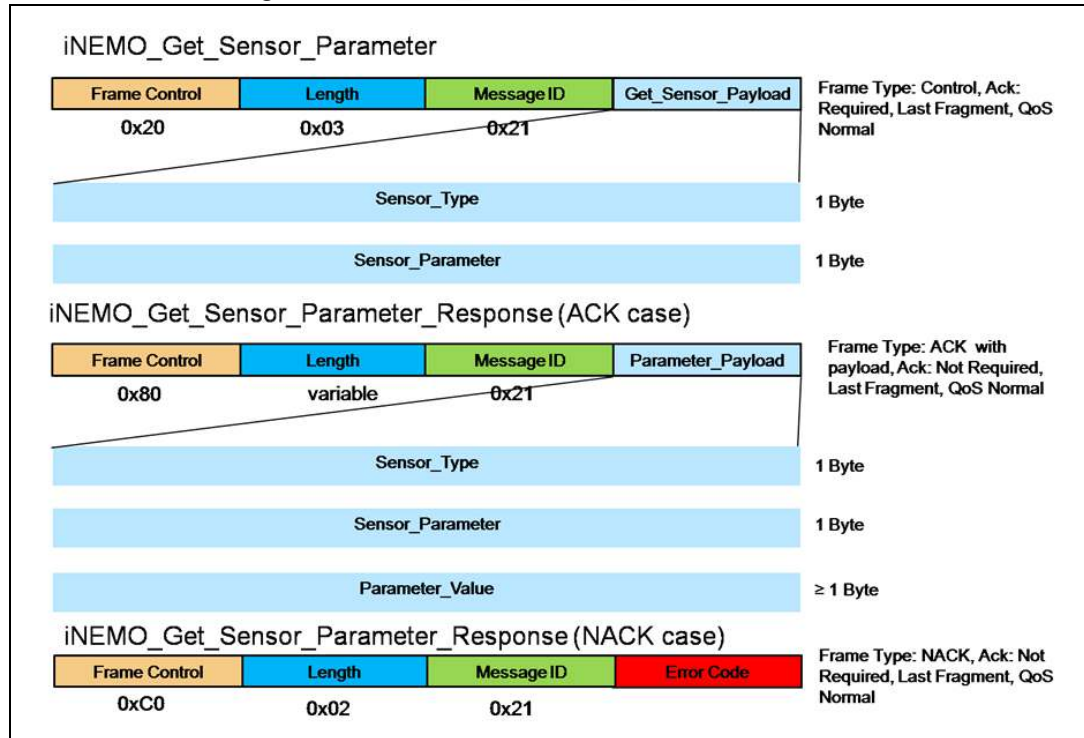 iNEMO_Get_Sensor_Parameter
Frame Control Length Message ID Get_Sensor_Payload
0x20 0x03 0x21
Frame Type: Control, Ack:
Required, Last Fragment, QoS
Normal
Sensor_Type 1 Byte
Sensor_Parameter 1 Byte
iNEMO_Get_Sensor_Parameter_Response (ACK case)
Frame Control Length Message ID Parameter_Payload
0x80 variable 0x21
Frame Type: ACK with
payload, Ack: Not Required,
Last Fragment, QoS Normal
Sensor_Type 1 Byte
Sensor_Parameter 1 Byte
Parameter_Value ≥ 1 Byte
iNEMO_Get_Sensor_Parameter_Response (NACK case)
Frame Control Length Message ID Error Code
0xC0 0x02 0x21
Frame Type: NACK, Ack: Not
Required, Last Fragment, QoS
Normal